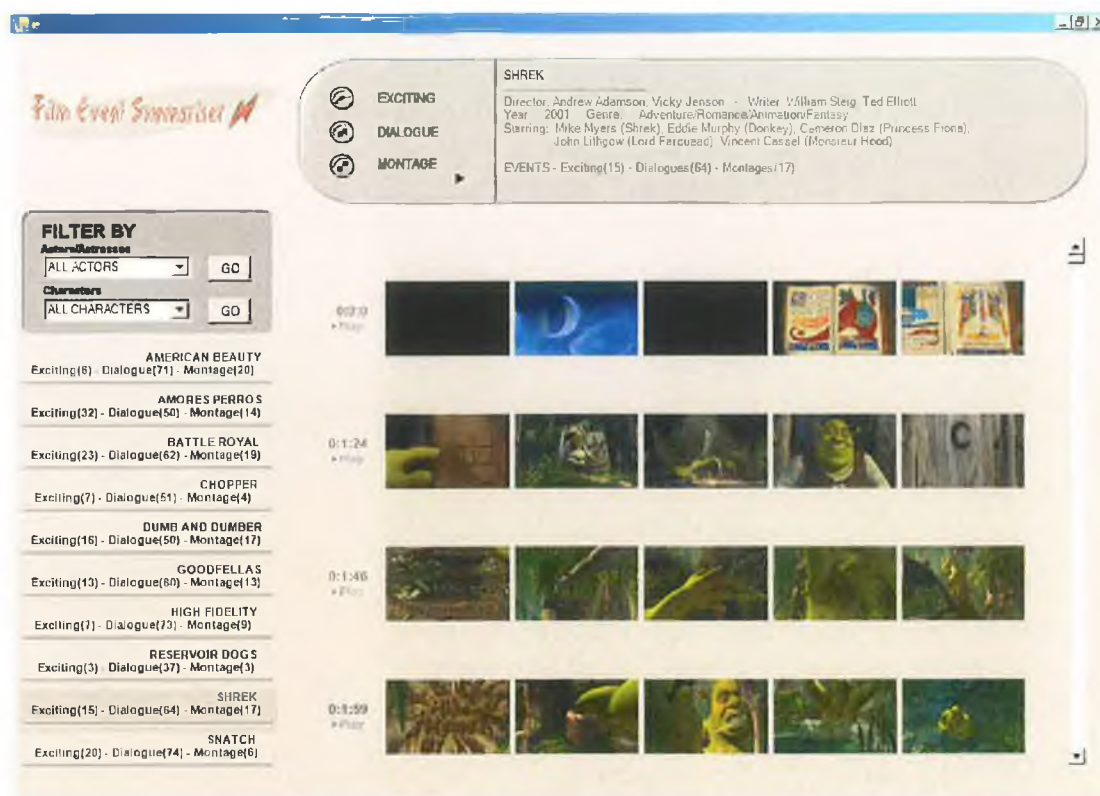 Film Event Summariser
EXCITING
DIALOGUE
MONTAGE
SHREK
Director, Andrew Adamson, Vicky Jenson - Writer William Steig, Ted Elliott
Year 2001 Genre: Adventure/Romance/Animation/Fantasy
Starring: Mike Myers (Shrek), Eddie Murphy (Donkey), Cameron Diaz (Princess Fiona),
John Lithgow (Lord Farquaad), Vincent Cassel (Monsieur Hood)
EVENTS - Exciting(15) - Dialogues(64) - Montages(17)
FILTER BY
Actors/Actresses
ALL ACTORS
GO
Characters
ALL CHARACTERS
GO
AMERICAN BEAUTY
Exciting(6) - Dialogue(71) - Montage(20)
AMORES PERROS
Exciting(32) - Dialogue(50) - Montage(14)
BATTLE ROYAL
Exciting(23) - Dialogue(62) - Montage(19)
CHOPPER
Exciting(7) - Dialogue(51) - Montage(4)
DUMB AND DUMBER
Exciting(16) - Dialogue(50) - Montage(17)
GOODFELLAS
Exciting(13) - Dialogue(60) - Montage(13)
HIGH FIDELITY
Exciting(7) - Dialogue(73) - Montage(9)
RESERVOIR DOGS
Exciting(3) - Dialogue(37) - Montage(3)
SHREK
Exciting(15) - Dialogue(64) - Montage(17)
SNATCH
Exciting(20) - Dialogue(74) - Montage(6)
Play
0:1:24
Play
C
0:1:46
Play
0:1:59
Play